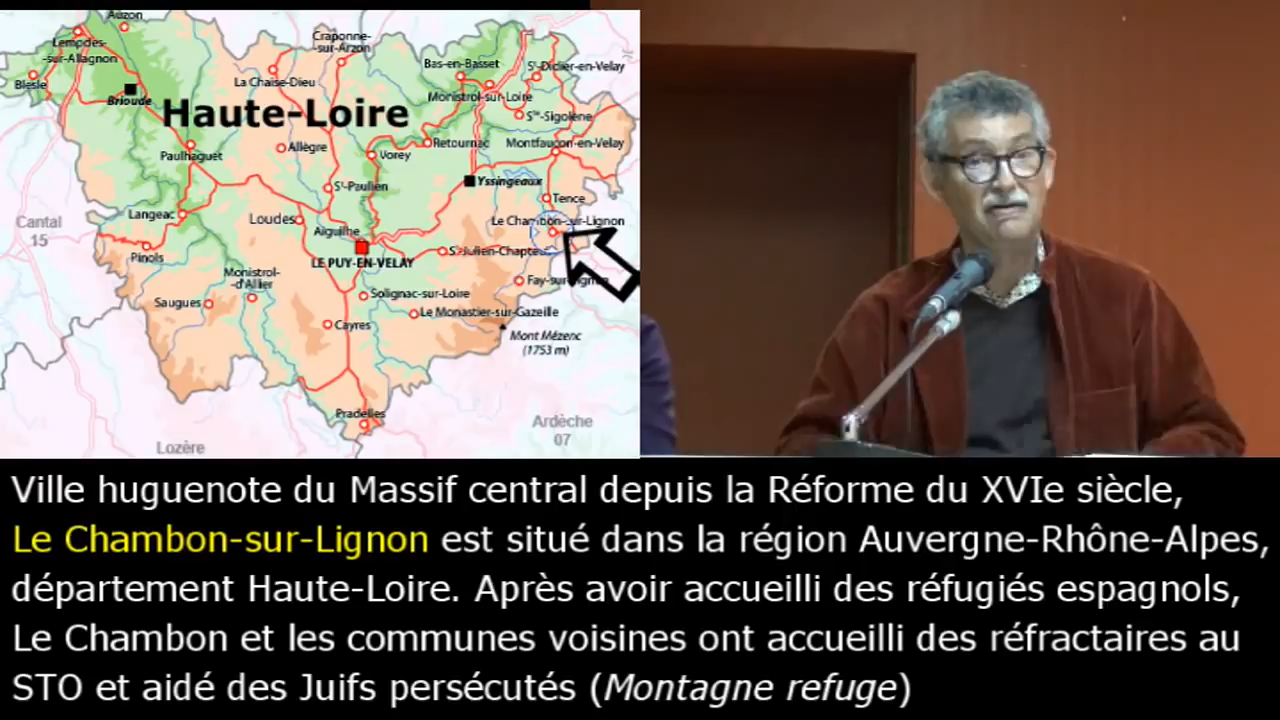 Auzon
Lempdes-
-sur-Allagnon
Blesle
Brioude
Craponne-
-sur-Arzon
La Chaise-Dieu
Bas-en-Basset
St-Didier-en-Velay
Monistrol-sur-Loire
Ste-Sigolène
Haute-Loire
Paulhaguet
Allègre
Vorey
Retournac
Montfaucon-en-Velay
St-Paulien
Yssingeaux
Tence
Langeac
Loudes
Aiguilhe
Le Chambon-sur-Lignon
Cantal
15
Pinols
LE PUY-EN-VELAY
St-Julien-Chapteuil
Monistrol-
-d'Allier
Saugues
Solignac-sur-Loire
Fay-sur-Lignon
Le Monastier-sur-Gazeille
Cayres
Mont Mézenc
(1753 m)
Pradelles
Ardèche
07
Lozère
Ville huguenote du Massif central depuis la Réforme du XVIe siècle,
Le Chambon-sur-Lignon est situé dans la région Auvergne-Rhône-Alpes,
département Haute-Loire. Après avoir accueilli des réfugiés espagnols,
Le Chambon et les communes voisines ont accueilli des réfractaires au
STO et aidé des Juifs persécutés (Montagne refuge)